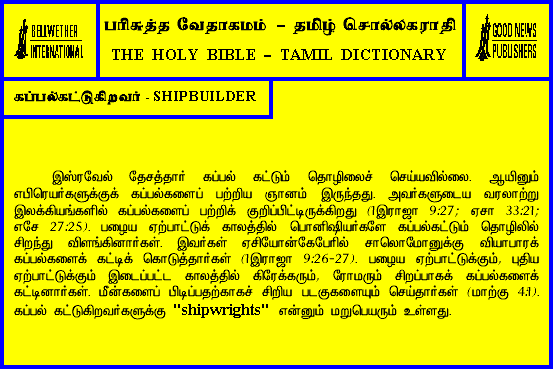 BELLWETHER
INTERNATIONAL
பரிசுத்த வேதாகமம் – தமிழ் சொல்லகராதி
THE HOLY BIBLE – TAMIL DICTIONARY
GOOD NEWS
PUBLISHERS
கப்பல்கட்டுகிறவர் - SHIPBUILDER
இஸ்ரவேல் தேசத்தார் கப்பல் கட்டும் தொழிலைச் செய்யவில்லை. ஆயினும்
எபிரெயர்களுக்குக் கப்பல்களைப் பற்றிய ஞானம் இருந்தது. அவர்களுடைய வரலாற்று
இலக்கியங்களில் கப்பல்களைப் பற்றிக் குறிப்பிட்டிருக்கிறது (1இராஜா 9:27; ஏசா 33:21;
எசே 27:25). பழைய ஏற்பாட்டுக் காலத்தில் பொனிஷியர்களே கப்பல்கட்டும் தொழிலில்
சிறந்து விளங்கினார்கள். இவர்கள் ஏசியோன்கேபேரில் சாலொமோனுக்கு வியாபாரக்
கப்பல்களைக் கட்டிக் கொடுத்தார்கள் (1இராஜா 9:26-27). பழைய ஏற்பாட்டுக்கும், புதிய
ஏற்பாட்டுக்கும் இடைப்பட்ட காலத்தில் கிரேக்கரும், ரோமரும் சிறப்பாகக் கப்பல்களைக்
கட்டினார்கள். மீன்களைப் பிடிப்பதற்காகச் சிறிய படகுகளையும் செய்தார்கள் (மாற்கு 4:1).
கப்பல் கட்டுகிறவர்களுக்கு "shipwrights" என்னும் மறுபெயரும் உள்ளது.